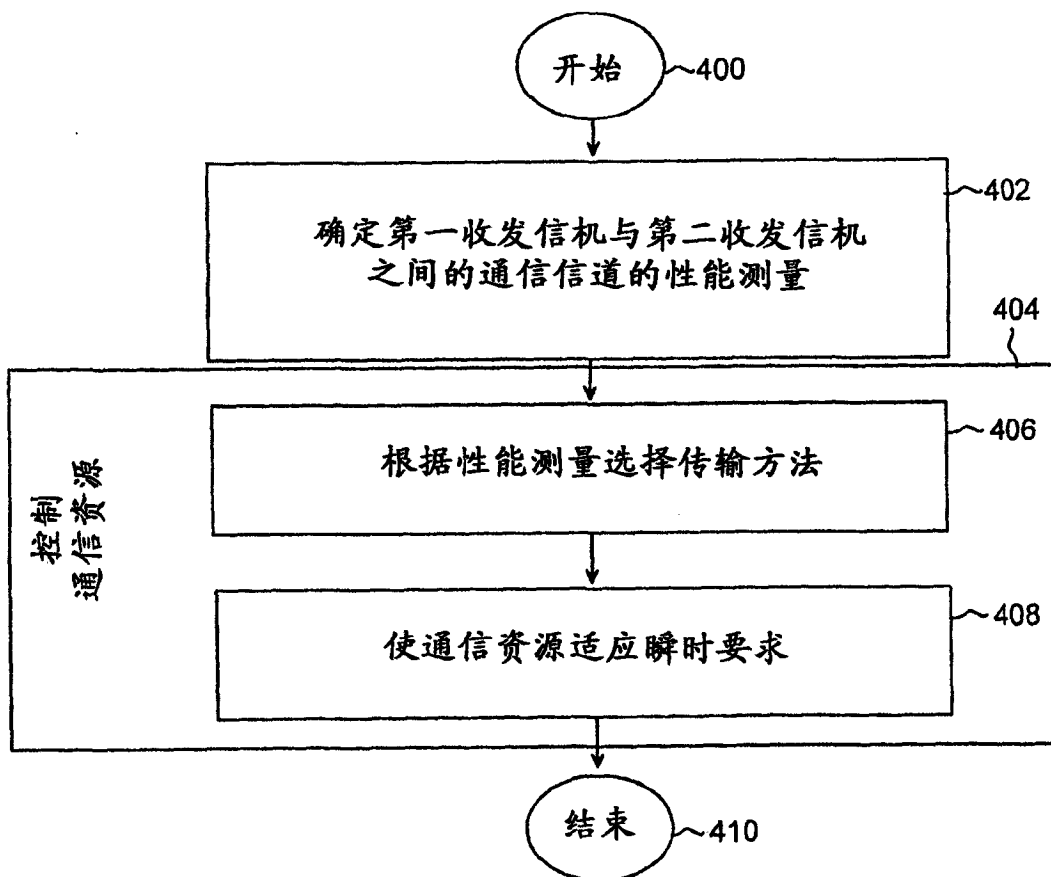 开始
400
402
确定第一收发信机与第二收发信机
之间的通信信道的性能测量
404
406
根据性能测量选择传输方法
控制
通信资源
408
使通信资源适应瞬时要求
结束
410